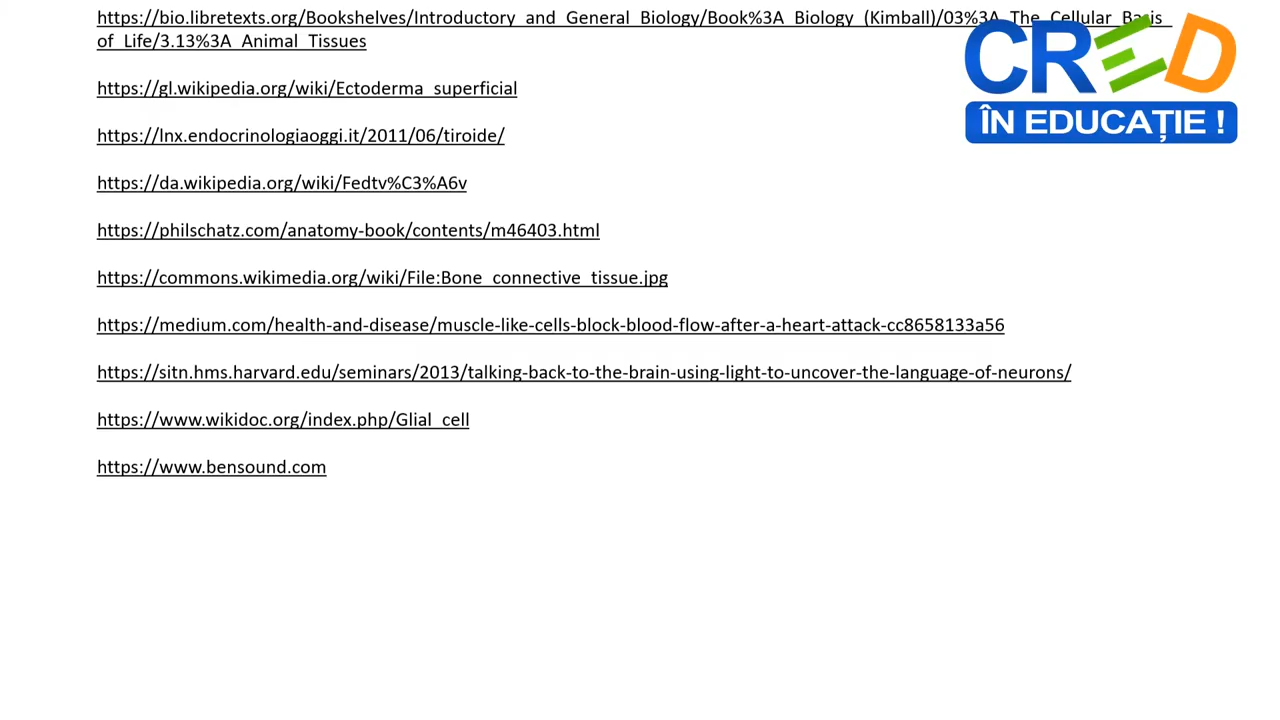 https://bio.libretexts.org/Bookshelves/Introductory_and_General_Biology/Book%3A_Biology_(Kimball)/03%3A_The_Cellular_Basis_
of_Life/3.13%3A_Animal_Tissues
https://gl.wikipedia.org/wiki/Ectoderma_superficial
https://lnx.endocrinologiaoggi.it/2011/06/tiroide/
https://da.wikipedia.org/wiki/Fedtv%C3%A6v
https://philschatz.com/anatomy-book/contents/m46403.html
https://commons.wikimedia.org/wiki/File:Bone_connective_tissue.jpg
https://medium.com/health-and-disease/muscle-like-cells-block-blood-flow-after-a-heart-attack-cc8658133a56
https://sitn.hms.harvard.edu/seminars/2013/talking-back-to-the-brain-using-light-to-uncover-the-language-of-neurons/
https://www.wikidoc.org/index.php/Glial_cell
https://www.bensound.com
CRED
ÎN EDUCAȚIE !